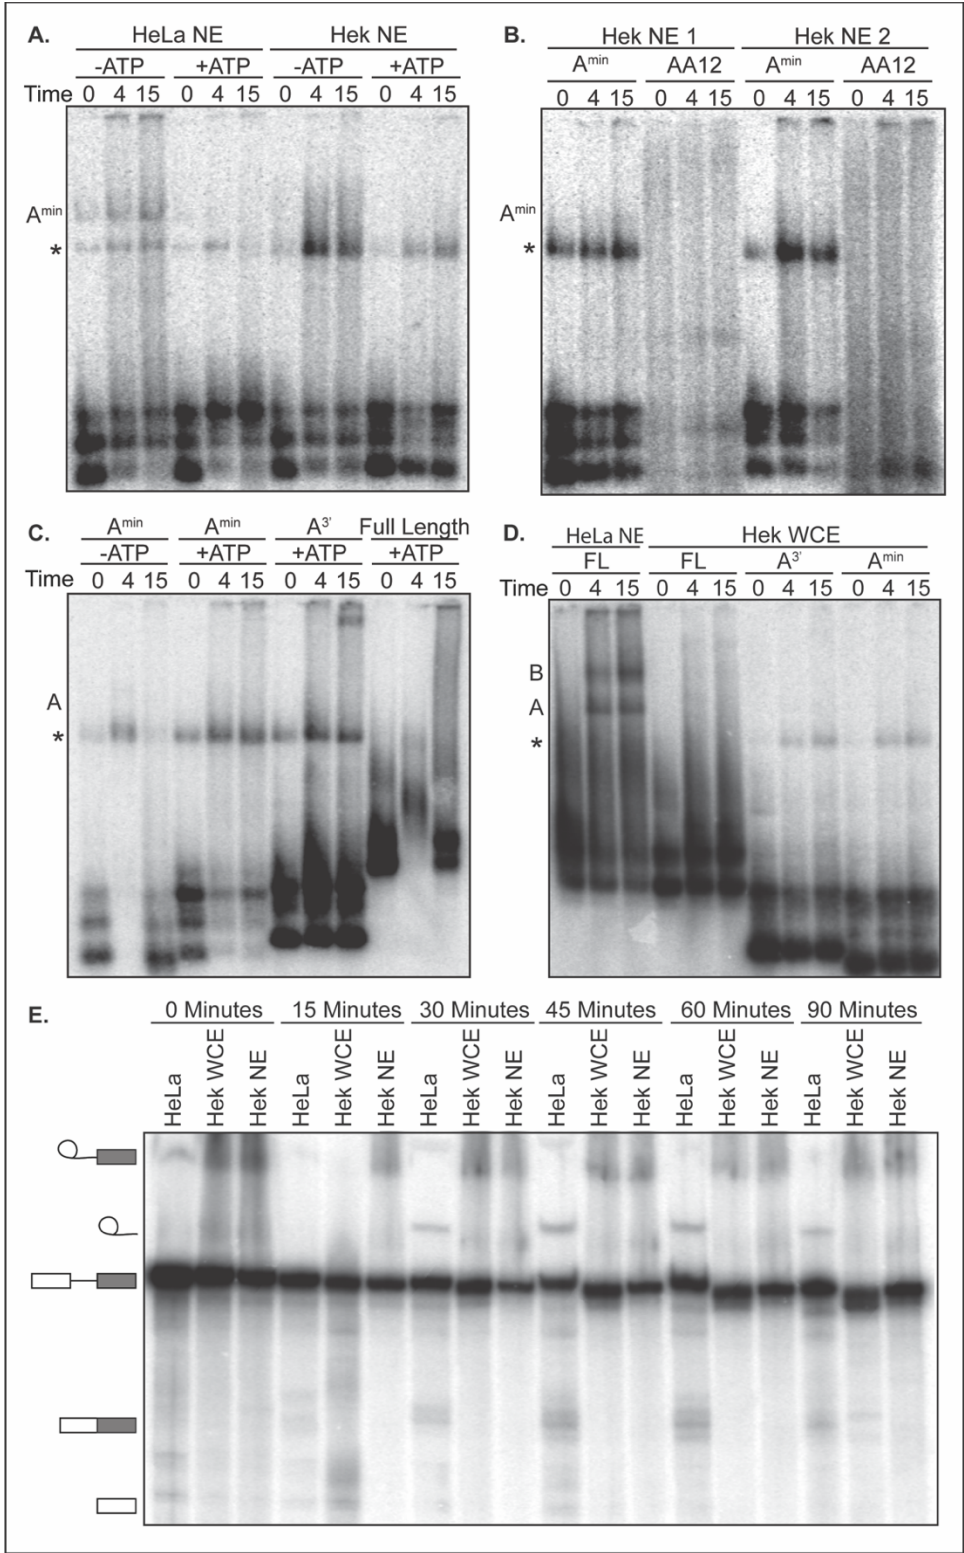 A.
HeLa NE Hek NE
-ATP +ATP -ATP +ATP
Time 0 4 15 0 4 15 0 4 15 0 4 15
Amin
*
B.
Hek NE 1 Hek NE 2
Amin AA12 Amin AA12
0 4 15 0 4 15 0 4 15 0 4 15
Amin
*
C.
Amin Amin A3' Full Length
-ATP +ATP +ATP +ATP
Time 0 4 15 0 4 15 0 4 15 0 4 15
A
*
D.
HeLa NE Hek WCE
FL FL A3' Amin
Time 0 4 15 0 4 15 0 4 15 0 4 15
B
A
*
E.
0 Minutes 15 Minutes 30 Minutes 45 Minutes 60 Minutes 90 Minutes
HeLa Hek WCE Hek NE HeLa Hek WCE Hek NE HeLa Hek WCE Hek NE HeLa Hek WCE Hek NE HeLa Hek WCE Hek NE HeLa Hek WCE Hek NE